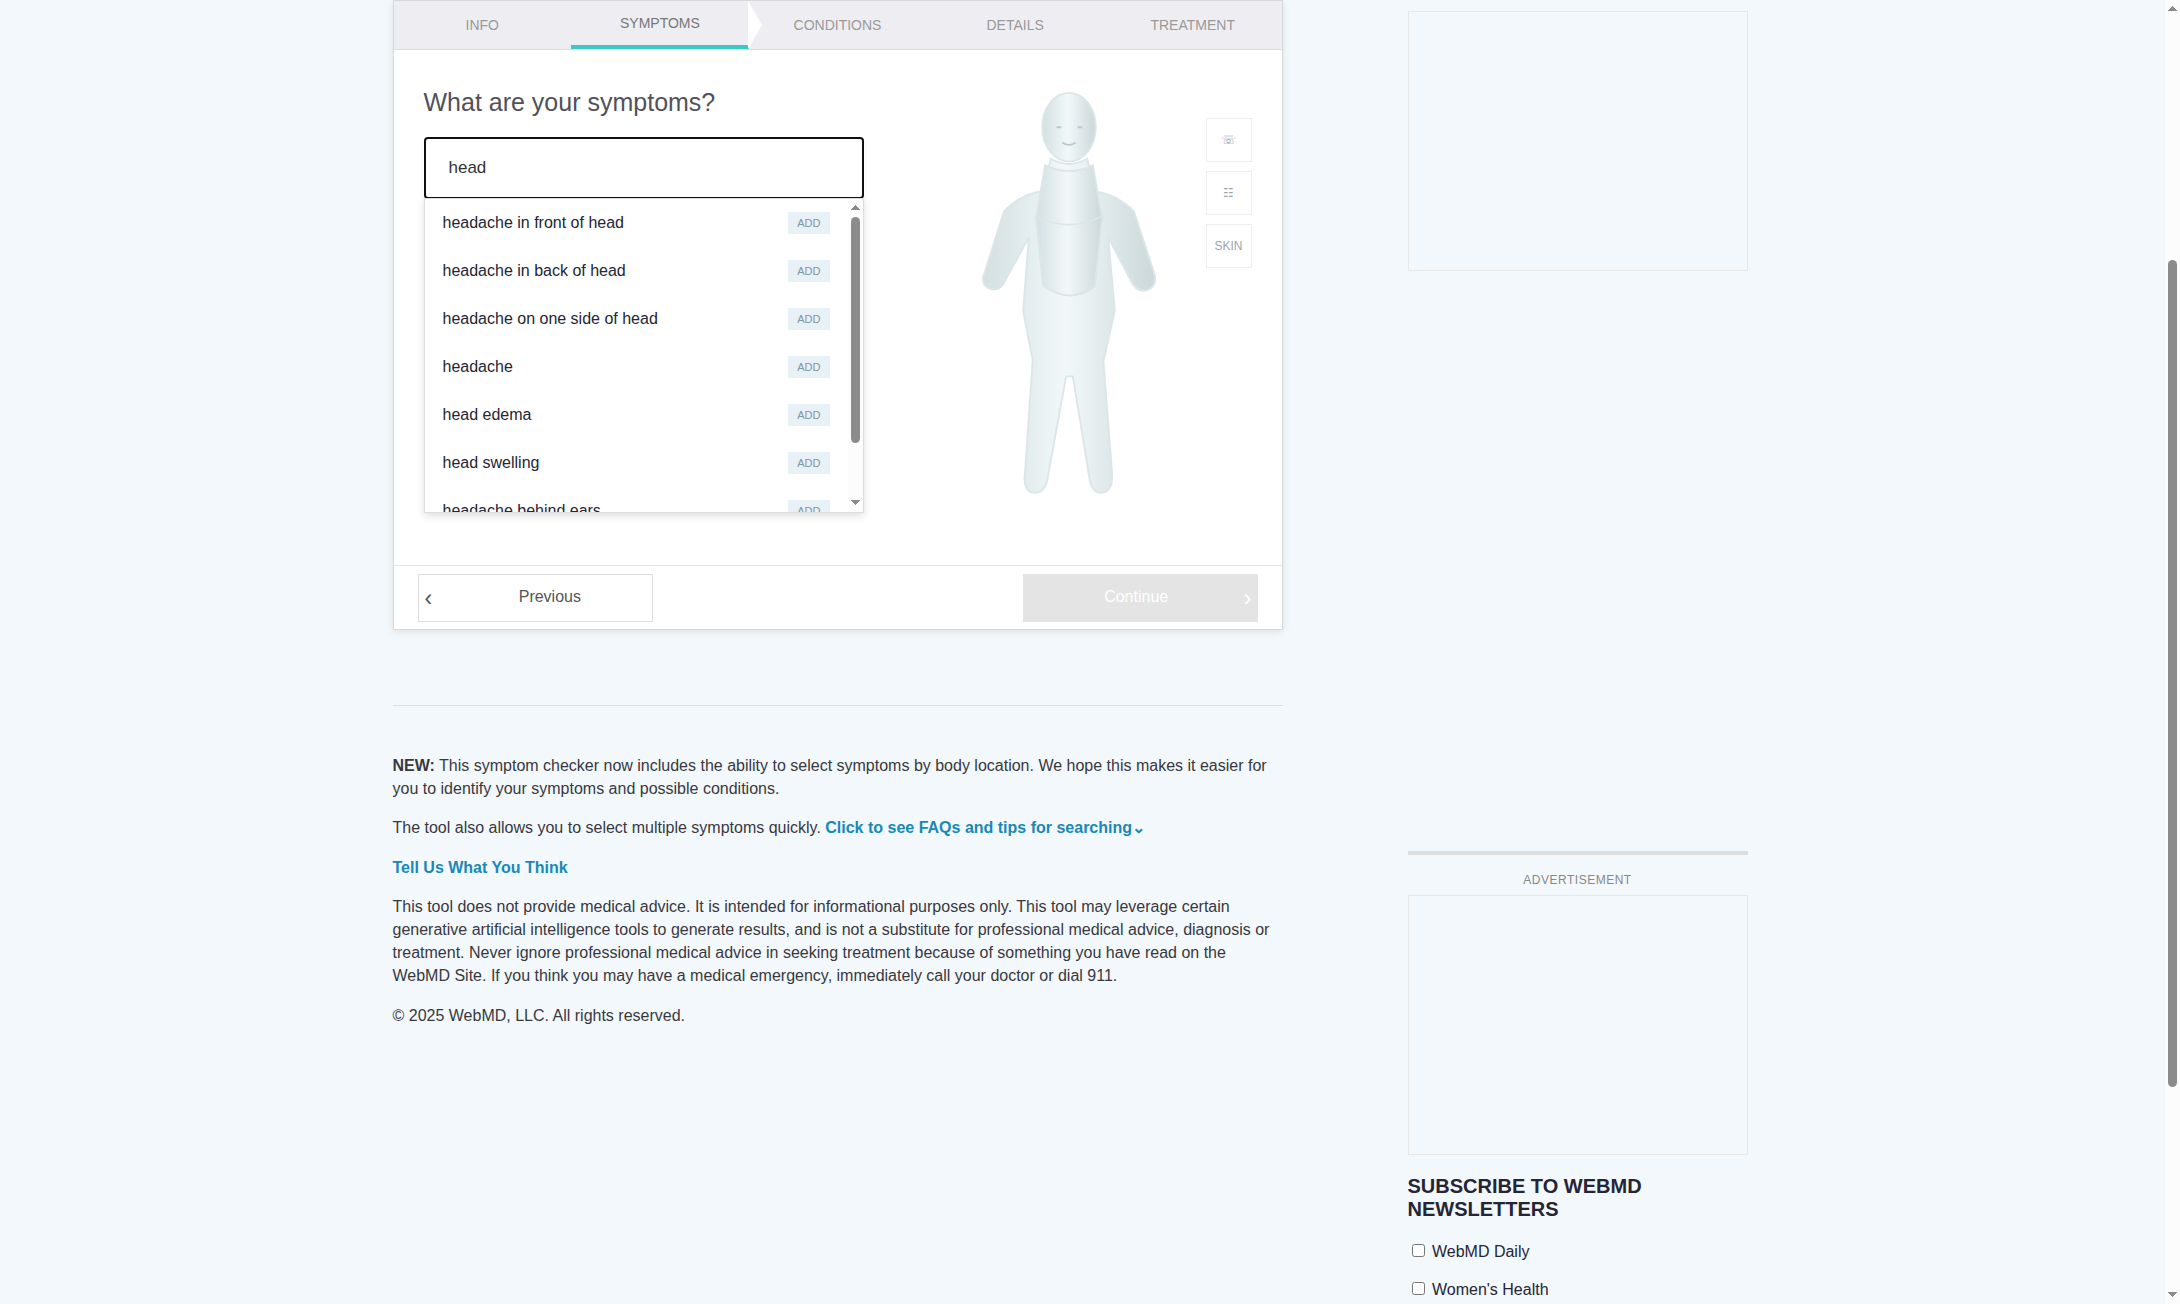 INFO
SYMPTOMS
CONDITIONS
DETAILS
TREATMENT
What are your symptoms?
head
headache in front of head ADD
headache in back of head ADD
headache on one side of head ADD
headache ADD
head edema ADD
head swelling ADD
headache behind ears ADD
SKIN
‹ Previous
Continue ›
NEW: This symptom checker now includes the ability to select symptoms by body location. We hope this makes it easier for
you to identify your symptoms and possible conditions.
The tool also allows you to select multiple symptoms quickly. Click to see FAQs and tips for searching
Tell Us What You Think
This tool does not provide medical advice. It is intended for informational purposes only. This tool may leverage certain
generative artificial intelligence tools to generate results, and is not a substitute for professional medical advice, diagnosis or
treatment. Never ignore professional medical advice in seeking treatment because of something you have read on the
WebMD Site. If you think you may have a medical emergency, immediately call your doctor or dial 911.
© 2025 WebMD, LLC. All rights reserved.
ADVERTISEMENT
SUBSCRIBE TO WEBMD
NEWSLETTERS
WebMD Daily
Women's Health